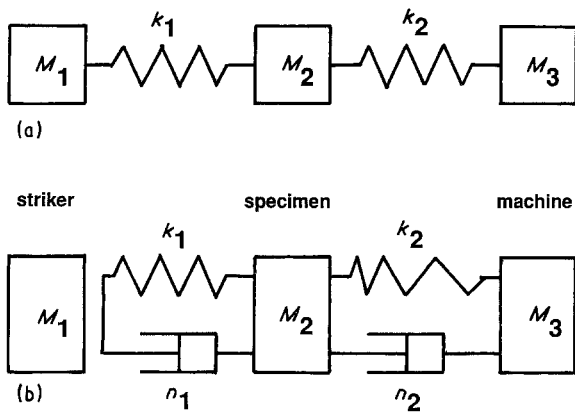 k1 k2
M1 M2 M3
(a)
striker specimen machine
k1 k2
M1 M2 M3
(b) n1 n2